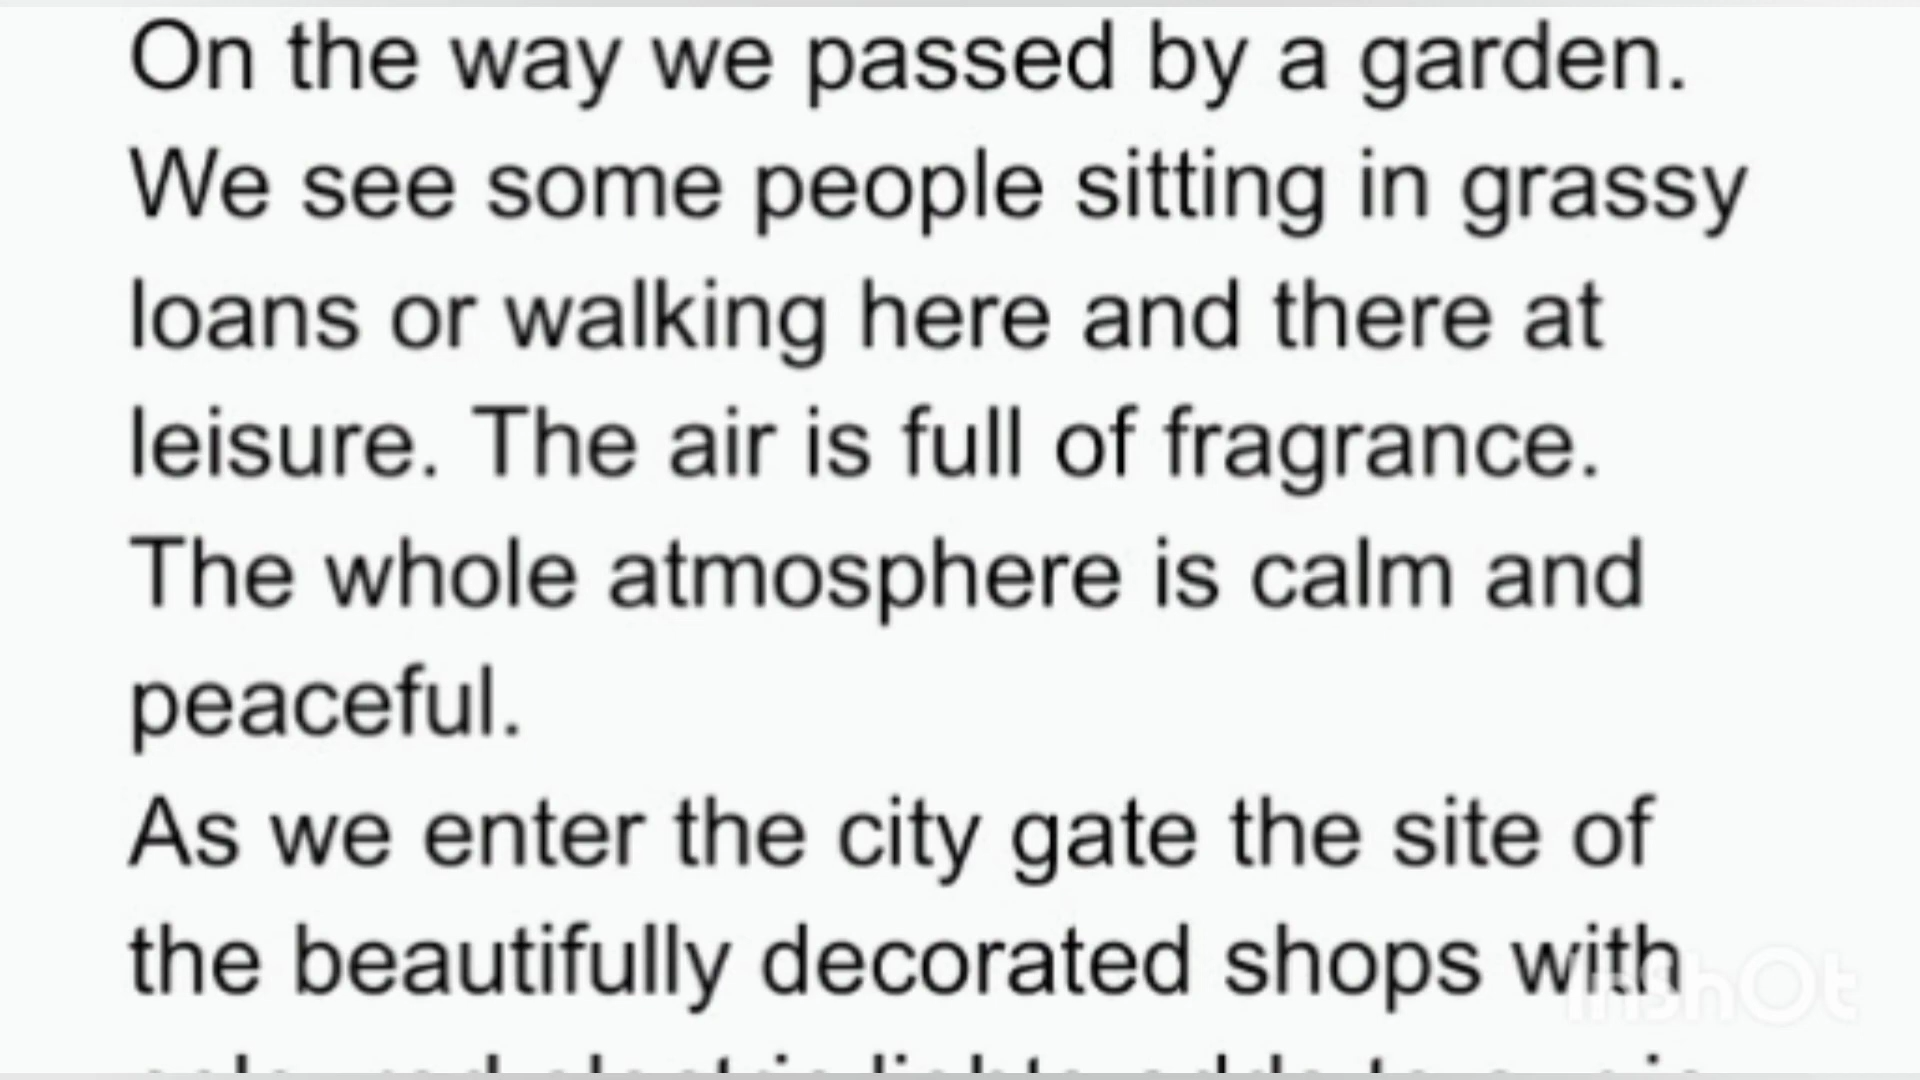 On the way we passed by a garden.
We see some people sitting in grassy
loans or walking here and there at
leisure. The air is full of fragrance.
The whole atmosphere is calm and
peaceful.
As we enter the city gate the site of
the beautifully decorated shops with
InShOt